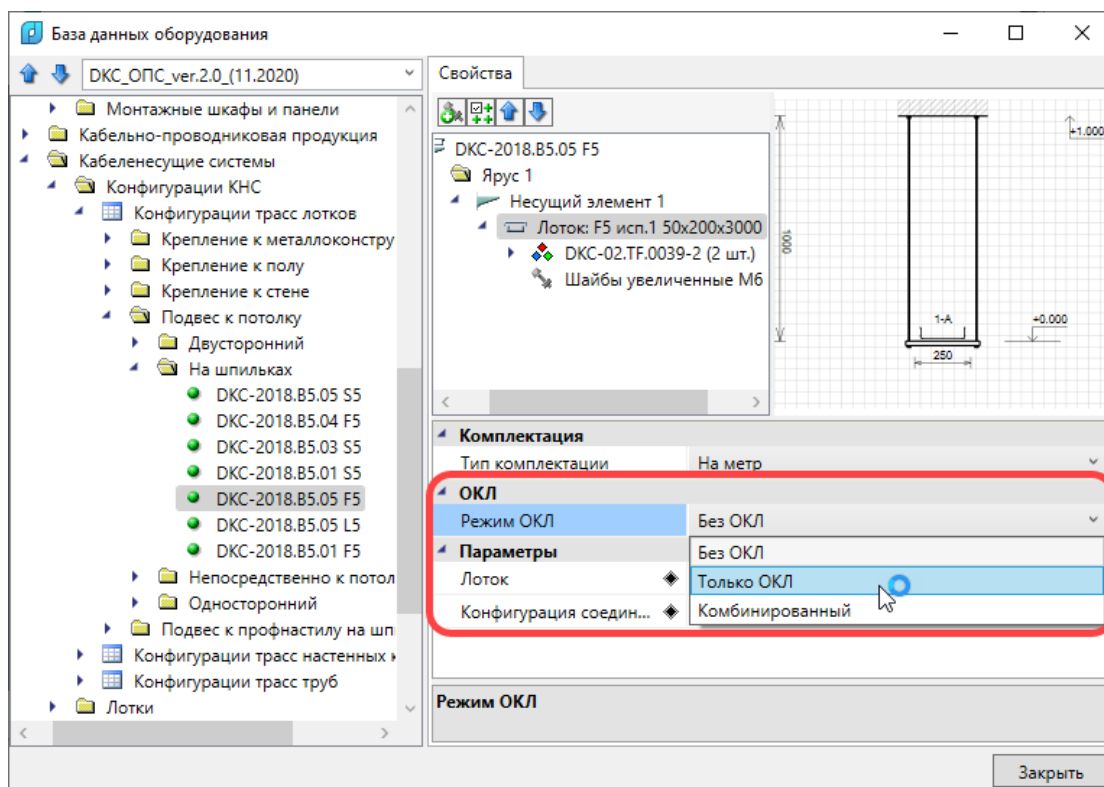 База данных оборудования
ДКС_ОПС_ver.2.0_(11.2020)
Монтажные шкафы и панели
Кабельно-проводниковая продукция
Кабеленесущие системы
Конфигурации КНС
Конфигурации трасс лотков
Крепление к металлоконстру
Крепление к полу
Крепление к стене
Подвес к потолку
Двусторонний
На шпильках
DKC-2018.B5.05 S5
DKC-2018.B5.04 F5
DKC-2018.B5.03 S5
DKC-2018.B5.01 S5
DKC-2018.B5.05 F5
DKC-2018.B5.05 L5
DKC-2018.B5.01 F5
Непосредственно к потол
Односторонний
Подвес к профнастилу на шп
Конфигурации трасс настенных к
Конфигурации трасс труб
Лотки
Свойства
DKC-2018.B5.05 F5
Ярус 1
Несущий элемент 1
Лоток: F5 исп.1 50x200x3000
DKC-02.TF.0039-2 (2 шт.)
Шайбы увеличенные М6
+1.000
1000
1-A
+0.000
250
Комплектация
Тип комплектации На метр
ОКЛ
Режим ОКЛ Без ОКЛ
Параметры Без ОКЛ
Лоток Только ОКЛ
Конфигурация соедин... Комбинированный
Режим ОКЛ
Закрыть